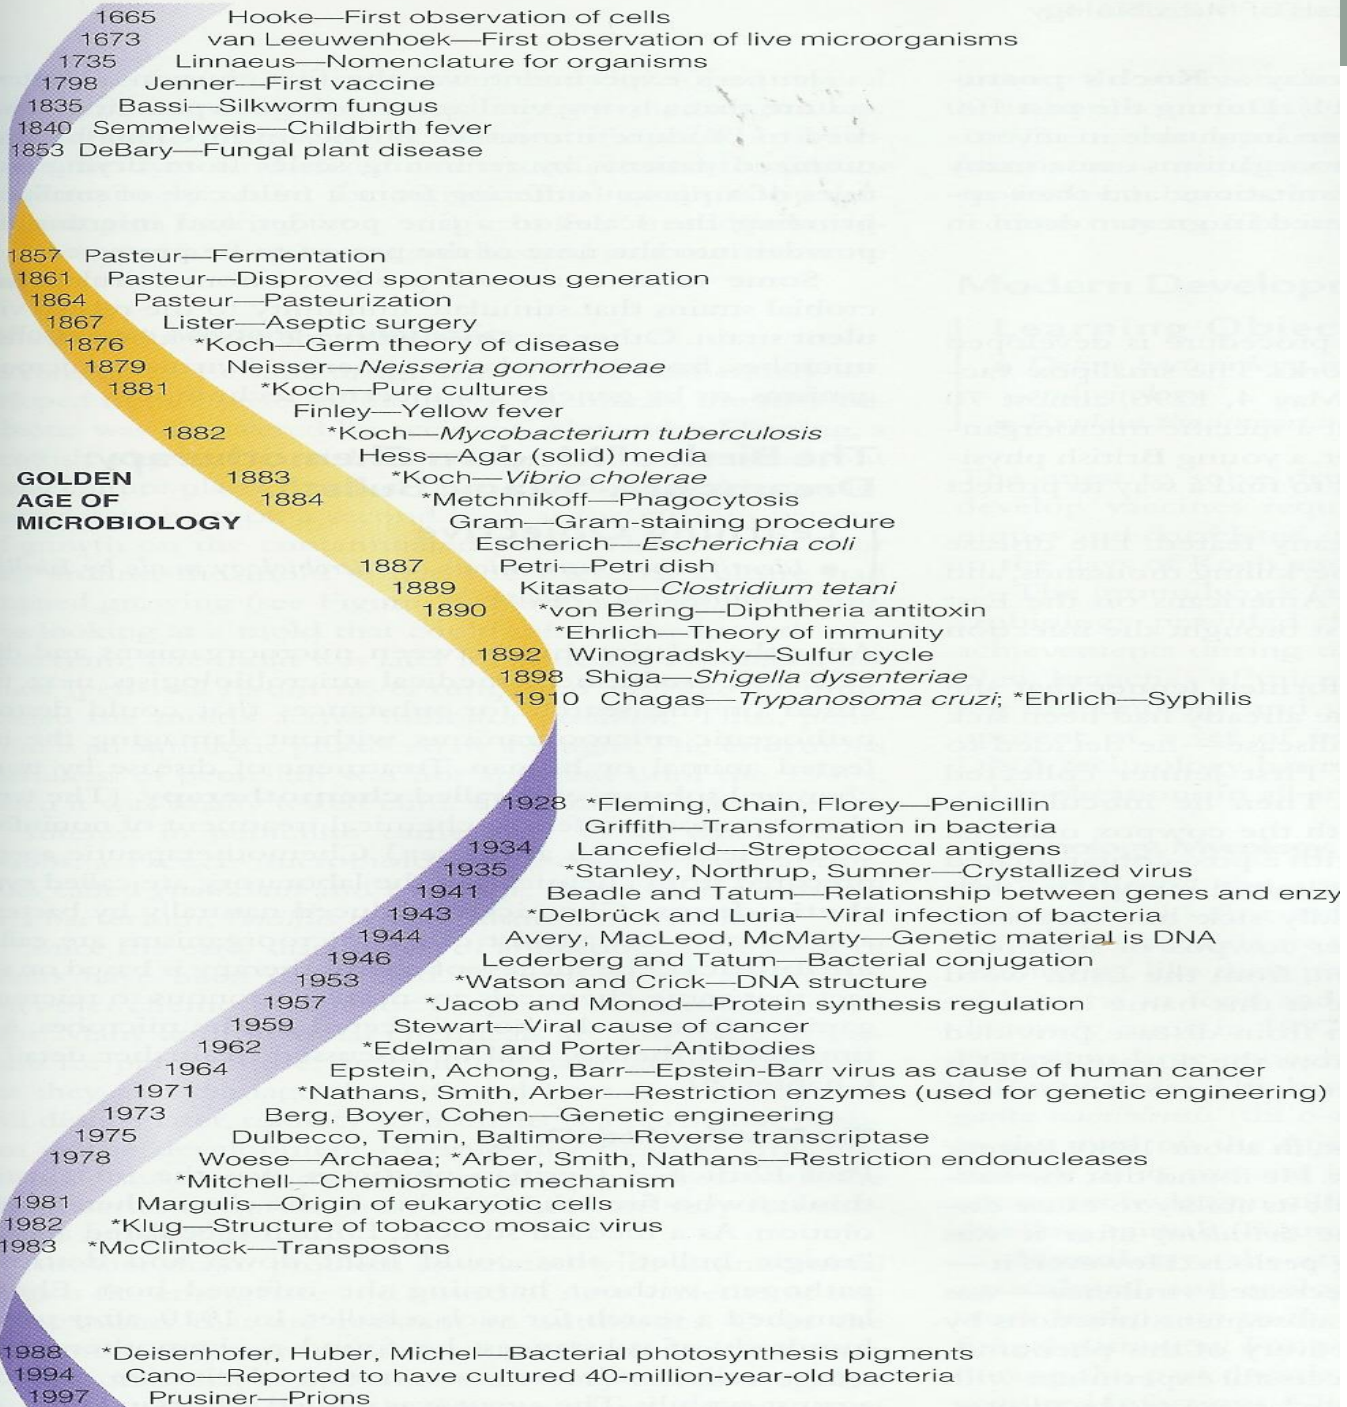 1665 Hooke—First observation of cells
1673 van Leeuwenhoek—First observation of live microorganisms
1735 Linnaeus—Nomenclature for organisms
1798 Jenner—First vaccine
1835 Bassi—Silkworm fungus
1840 Semmelweis—Childbirth fever
1853 DeBary—Fungal plant disease
1857 Pasteur—Fermentation
1861 Pasteur—Disproved spontaneous generation
1864 Pasteur—Pasteurization
1867 Lister—Aseptic surgery
1876 *Koch—Germ theory of disease
1879 Neisser—Neisseria gonorrhoeae
1881 *Koch—Pure cultures
Finley—Yellow fever
1882 *Koch—Mycobacterium tuberculosis
Hess—Agar (solid) media
GOLDEN
AGE OF
MICROBIOLOGY
1883 *Koch—Vibrio cholerae
1884 *Metchnikoff—Phagocytosis
Gram—Gram-staining procedure
Escherich—Escherichia coli
1887 Petri—Petri dish
1889 Kitasato—Clostridium tetani
1890 *von Bering—Diphtheria antitoxin
*Ehrlich—Theory of immunity
1892 Winogradsky—Sulfur cycle
1898 Shiga—Shigella dysenteriae
1910 Chagas—Trypanosoma cruzi; *Ehrlich—Syphilis
1928 *Fleming, Chain, Florey—Penicillin
Griffith—Transformation in bacteria
1934 Lancefield—Streptococcal antigens
1935 *Stanley, Northrup, Sumner—Crystallized virus
1941 Beadle and Tatum—Relationship between genes and enzy
1943 *Delbrück and Luria—Viral infection of bacteria
1944 Avery, MacLeod, McMarty—Genetic material is DNA
1946 Lederberg and Tatum—Bacterial conjugation
1953 *Watson and Crick—DNA structure
1957 *Jacob and Monod—Protein synthesis regulation
1959 Stewart—Viral cause of cancer
1962 *Edelman and Porter—Antibodies
1964 Epstein, Achong, Barr—Epstein-Barr virus as cause of human cancer
1971 *Nathans, Smith, Arber—Restriction enzymes (used for genetic engineering)
1973 Berg, Boyer, Cohen—Genetic engineering
1975 Dulbecco, Temin, Baltimore—Reverse transcriptase
1978 Woese—Archaea; *Arber, Smith, Nathans—Restriction endonucleases
*Mitchell—Chemiosmotic mechanism
1981 Margulis—Origin of eukaryotic cells
1982 *Klug—Structure of tobacco mosaic virus
1983 *McClintock—Transposons
1988 *Deisenhofer, Huber, Michel—Bacterial photosynthesis pigments
1994 Cano—Reported to have cultured 40-million-year-old bacteria
1997 Prusiner—Prions